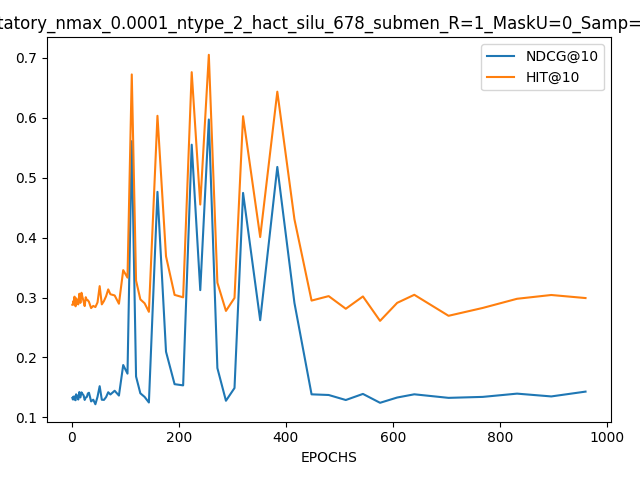 tatory_nmax_0.0001_ntype_2_hact_silu_678_submen_R=1_MaskU=0_Samp=
NDCG@10
HIT@10
0.7
0.6
0.5
0.4
0.3
0.2
0.1
0 200 400 600 800 1000
EPOCHS